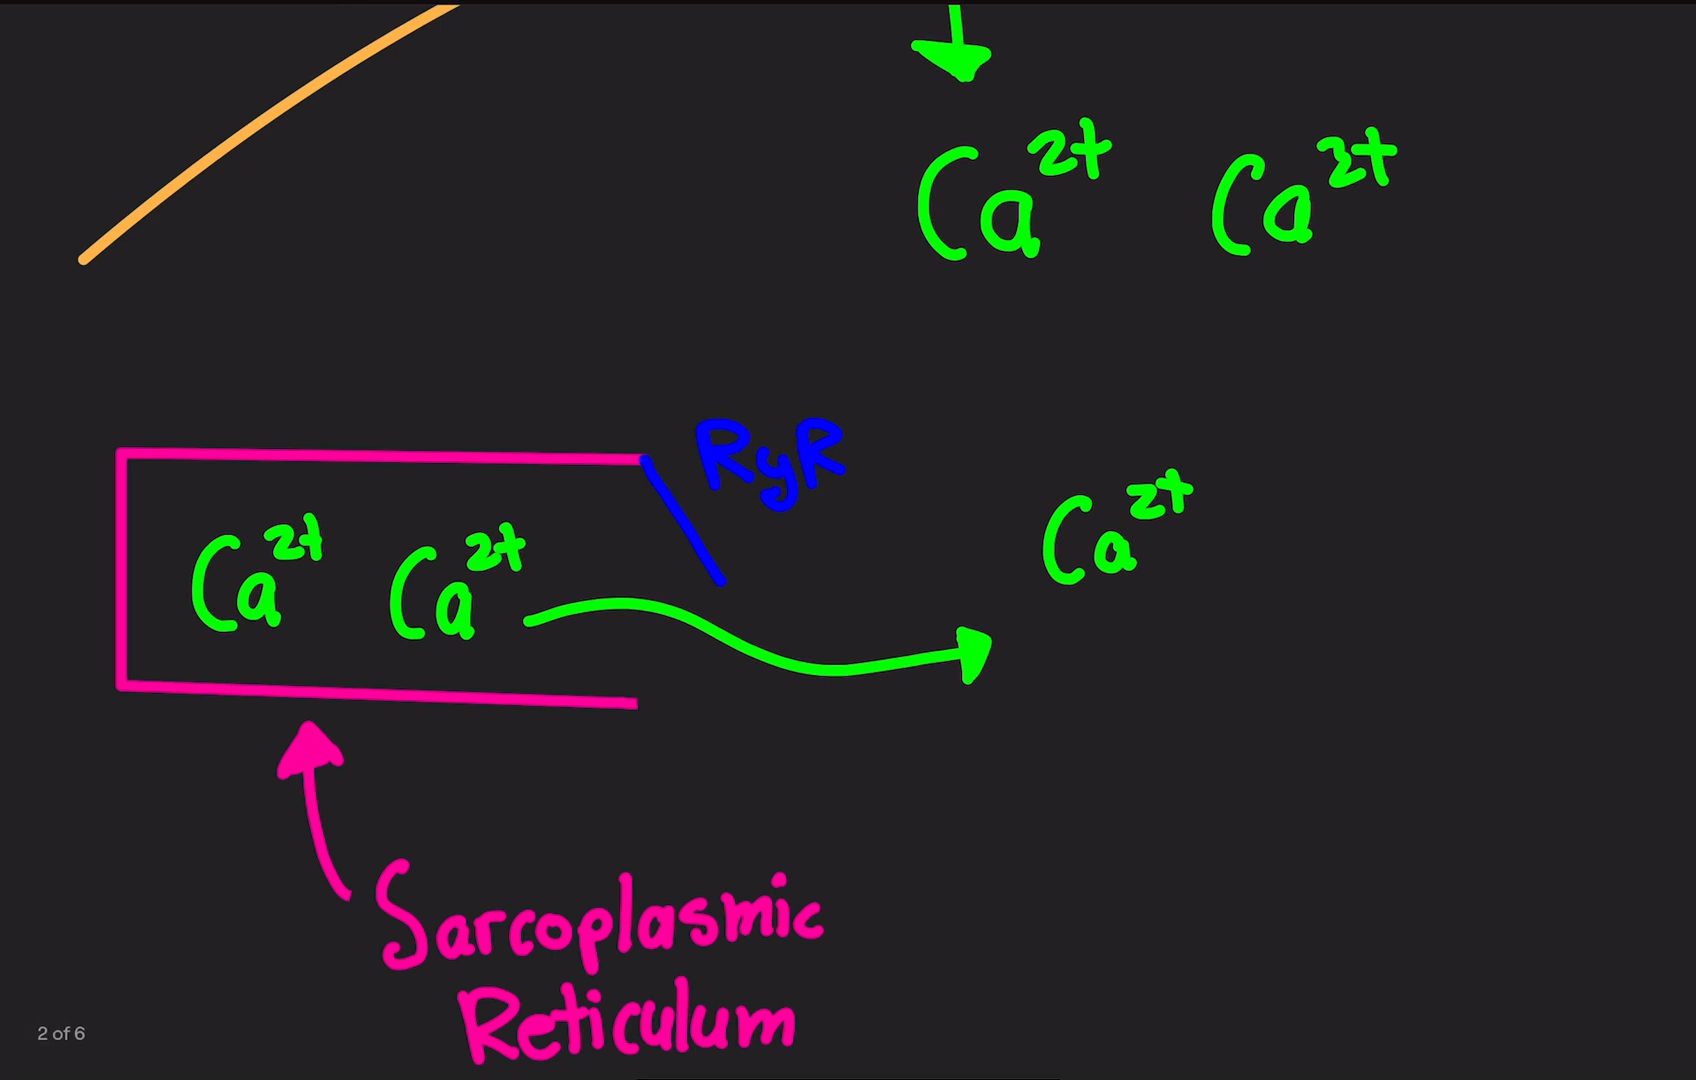 Ca²⁺ Ca²⁺
RyR
Ca²⁺ Ca²⁺ Ca²⁺
Sarcoplasmic
Reticulum
2 of 6